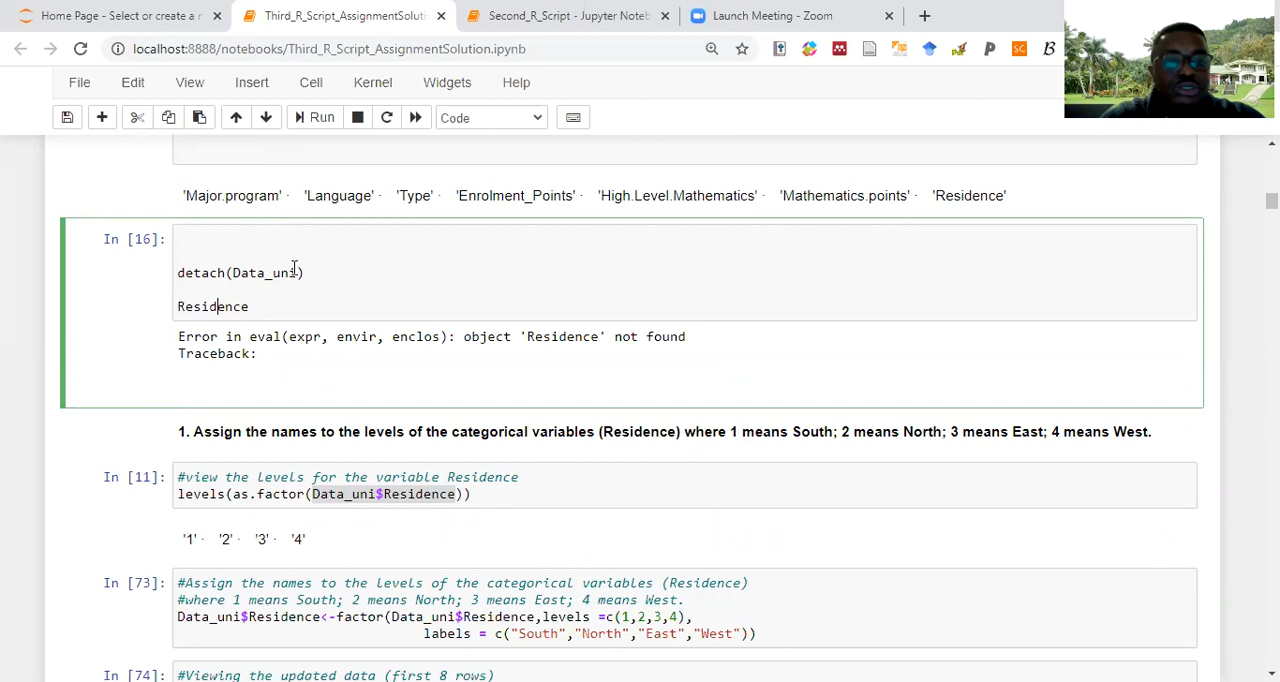 Home Page - Select or create a n
Third_R_Script_AssignmentSolutio
Second_R_Script - Jupyter Noteb
Launch Meeting - Zoom
localhost:8888/notebooks/Third_R_Script_AssignmentSolution.ipynb
SC
File Edit View Insert Cell Kernel Widgets Help
Run Code
'Major.program' · 'Language' · 'Type' · 'Enrolment_Points' · 'High.Level.Mathematics' · 'Mathematics.points' · 'Residence'
In [16]:
detach(Data_uni)
Residence
Error in eval(expr, envir, enclos): object 'Residence' not found
Traceback:
1. Assign the names to the levels of the categorical variables (Residence) where 1 means South; 2 means North; 3 means East; 4 means West.
In [11]: #view the levels for the variable Residence
levels(as.factor(Data_uni$Residence))
'1' · '2' · '3' · '4'
In [73]: #Assign the names to the levels of the categorical variables (Residence)
#where 1 means South; 2 means North; 3 means East; 4 means West.
Data_uni$Residence<-factor(Data_uni$Residence,levels =c(1,2,3,4),
labels = c("South","North","East","West"))
In [74]: #Viewing the updated data (first 8 rows)